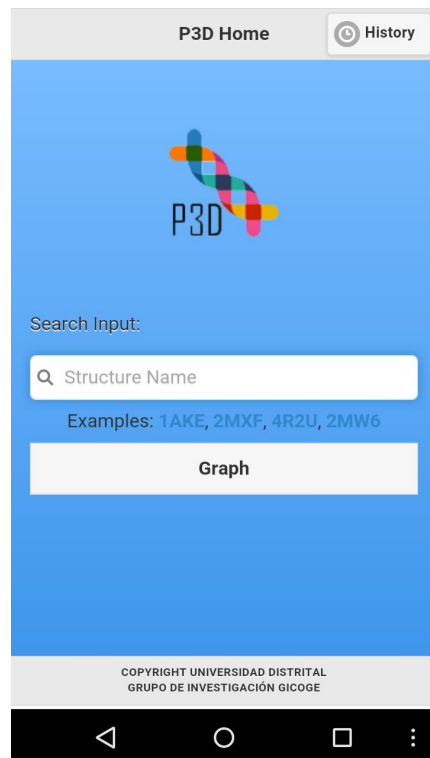 P3D Home
History
P3D
Search Input:
Structure Name
Examples: 1AKE, 2MXF, 4R2U, 2MW6
Graph
COPYRIGHT UNIVERSIDAD DISTRITAL
GRUPO DE INVESTIGACIÓN GICOGE